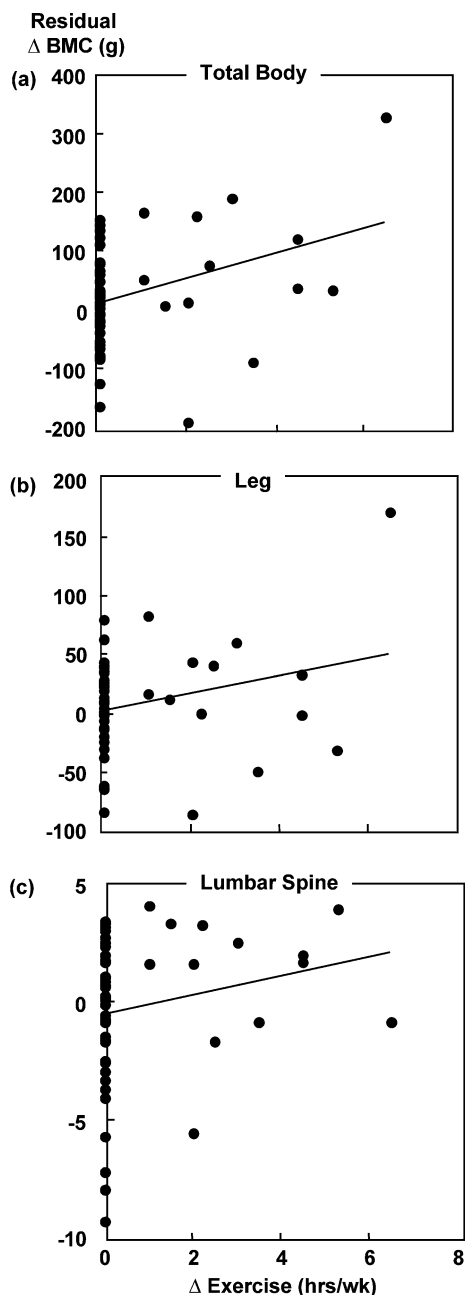 Residual
Δ BMC (g)
(a)
Total Body
400
300
200
100
0
-100
-200
(b)
Leg
200
150
100
50
0
-50
-100
(c)
Lumbar Spine
5
0
-5
-10
0 2 4 6 8
Δ Exercise (hrs/wk)